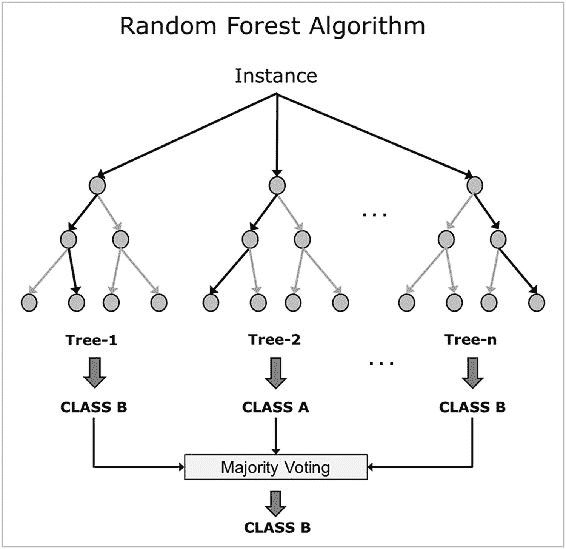 Random Forest Algorithm
Instance
. . .
Tree-1 Tree-2 Tree-n
. . .
CLASS B CLASS A CLASS B
Majority Voting
CLASS B